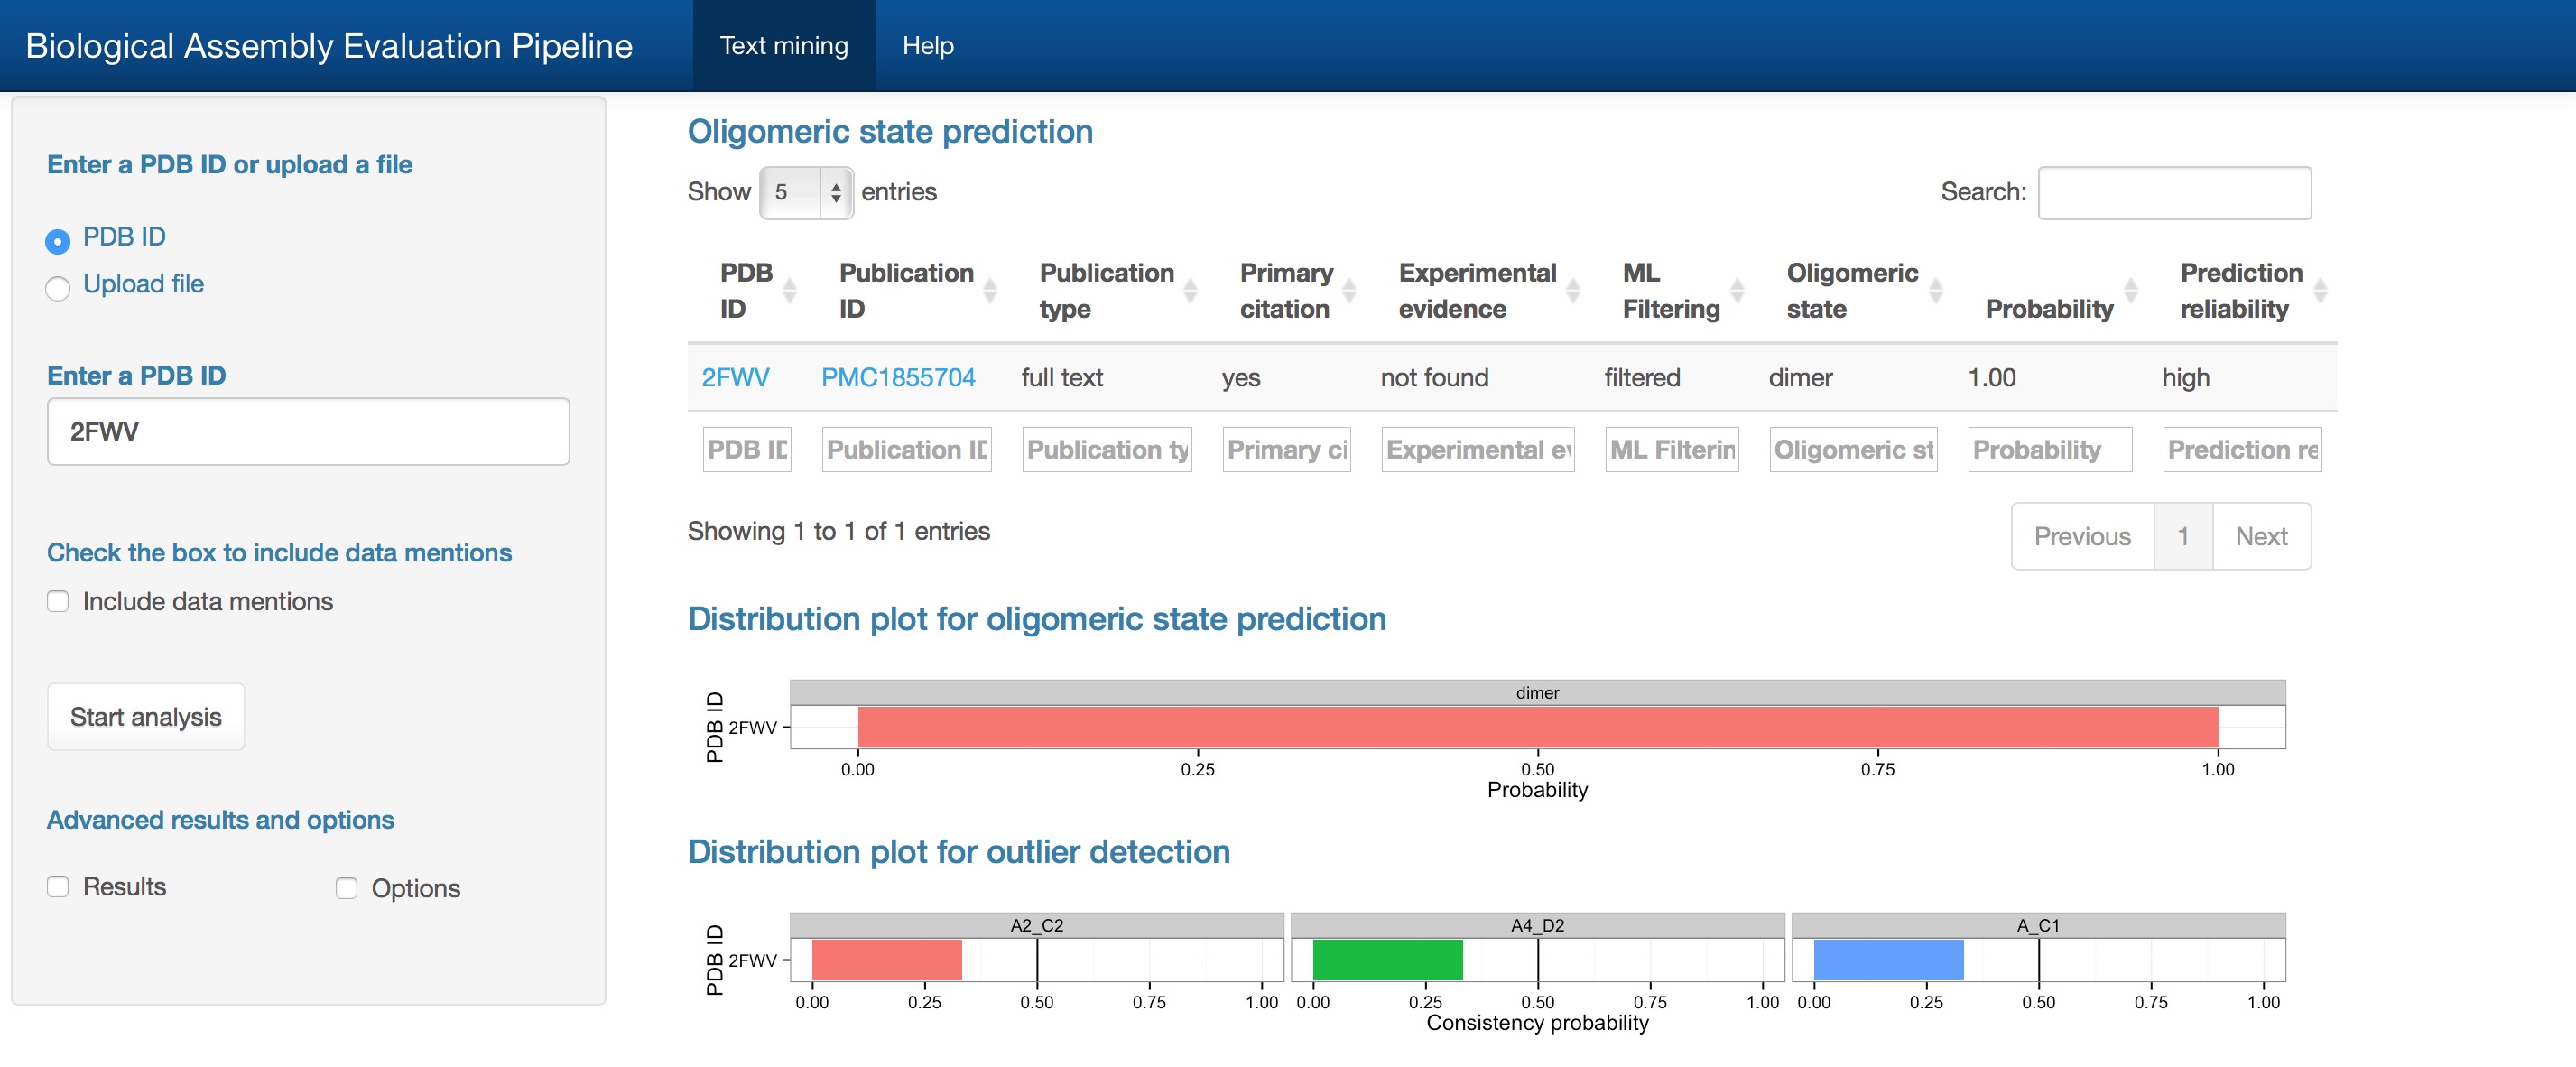 Biological Assembly Evaluation Pipeline Text mining Help
Enter a PDB ID or upload a file
PDB ID
Upload file
Enter a PDB ID
2FWV
Check the box to include data mentions
Include data mentions
Start analysis
Advanced results and options
Results Options
Oligomeric state prediction
Show 5 entries Search:
PDB ID Publication ID Publication type Primary citation Experimental evidence ML Filtering Oligomeric state Probability Prediction reliability
2FWV PMC1855704 full text yes not found filtered dimer 1.00 high
PDB ID Publication ID Publication ty Primary ci Experimental ev ML Filterin Oligomeric st Probability Prediction re
Showing 1 to 1 of 1 entries Previous 1 Next
Distribution plot for oligomeric state prediction
dimer
PDB ID
2FWV
0.00 0.25 0.50 0.75 1.00
Probability
Distribution plot for outlier detection
A2_C2 A4_D2 A_C1
PDB ID
2FWV
0.00 0.25 0.50 0.75 1.00 0.00 0.25 0.50 0.75 1.00 0.00 0.25 0.50 0.75 1.00
Consistency probability